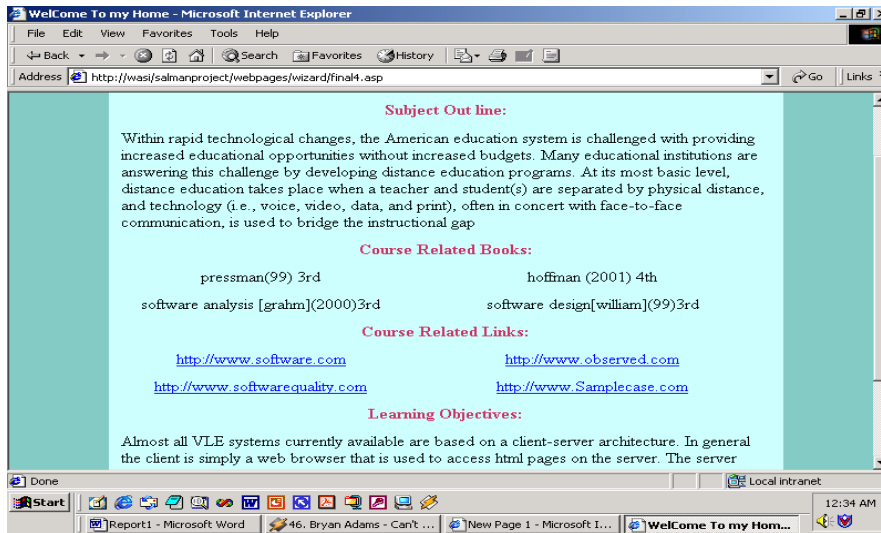 WelCome To my Home - Microsoft Internet Explorer
File Edit View Favorites Tools Help
Back Search Favorites History
Address http://wasi/salmanproject/webpages/wizard/final4.asp Go Links
Subject Out line:
Within rapid technological changes, the American education system is challenged with providing
increased educational opportunities without increased budgets. Many educational institutions are
answering this challenge by developing distance education programs. At its most basic level,
distance education takes place when a teacher and student(s) are separated by physical distance,
and technology (i.e., voice, video, data, and print), often in concert with face-to-face
communication, is used to bridge the instructional gap
Course Related Books:
pressman(99) 3rd hoffman (2001) 4th
software analysis [grahm](2000)3rd software design[william](99)3rd
Course Related Links:
http://www.software.com http://www.observed.com
http://www.softwarequality.com http://www.Samplecase.com
Learning Objectives:
Almost all VLE systems currently available are based on a client-server architecture. In general
the client is simply a web browser that is used to access html pages on the server. The server
Done Local intranet
Start 12:34 AM
Report1 - Microsoft Word 46. Bryan Adams - Can't ... New Page 1 - Microsoft I... WelCome To my Hom...